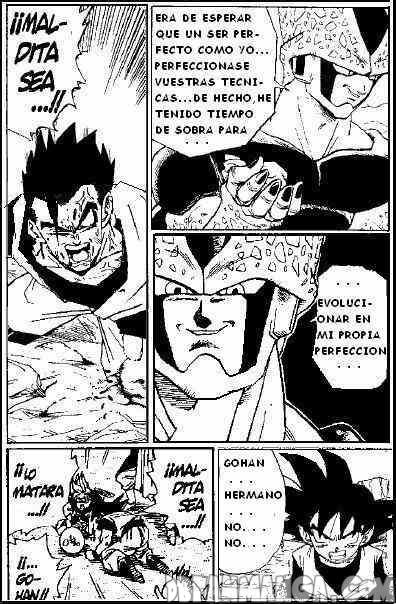 ¡¡MAL-
DITA
SEA
...!!
ERA DE ESPERAR
QUE UN SER PER-
FECTO COMO YO...
PERFECCIONASE
VUESTRAS TECNI-
CAS...DE HECHO,HE
TENIDO TIEMPO
DE SOBRA PARA
...
...
EVOLUCI-
ONAR EN
MI PROPIA
PERFECCION
¡¡LO
MATARA
...!!
¡¡...
GO-
HAN!!
¡¡MAL-
DITA
SEA
...!!
GOHAN
...
HERMANO
...
NO...
NO...